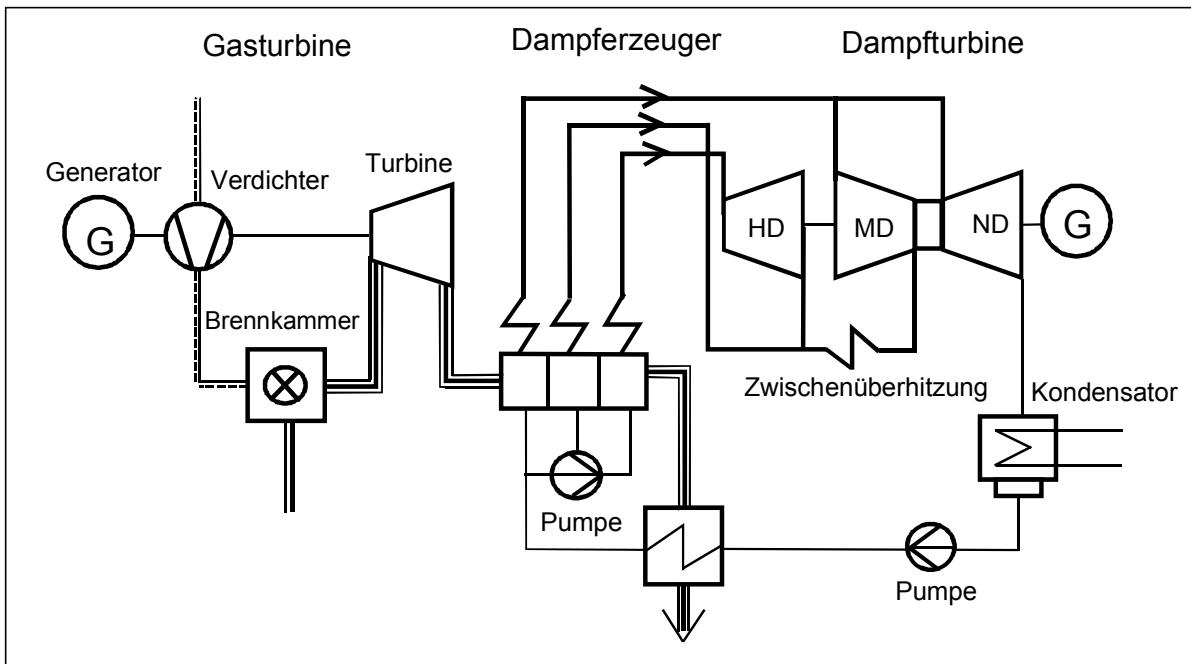 Gasturbine
Dampferzeuger
Dampfturbine
Generator
Verdichter
Turbine
G
HD
MD
ND
G
Brennkammer
Zwischenüberhitzung
Kondensator
Pumpe
Pumpe